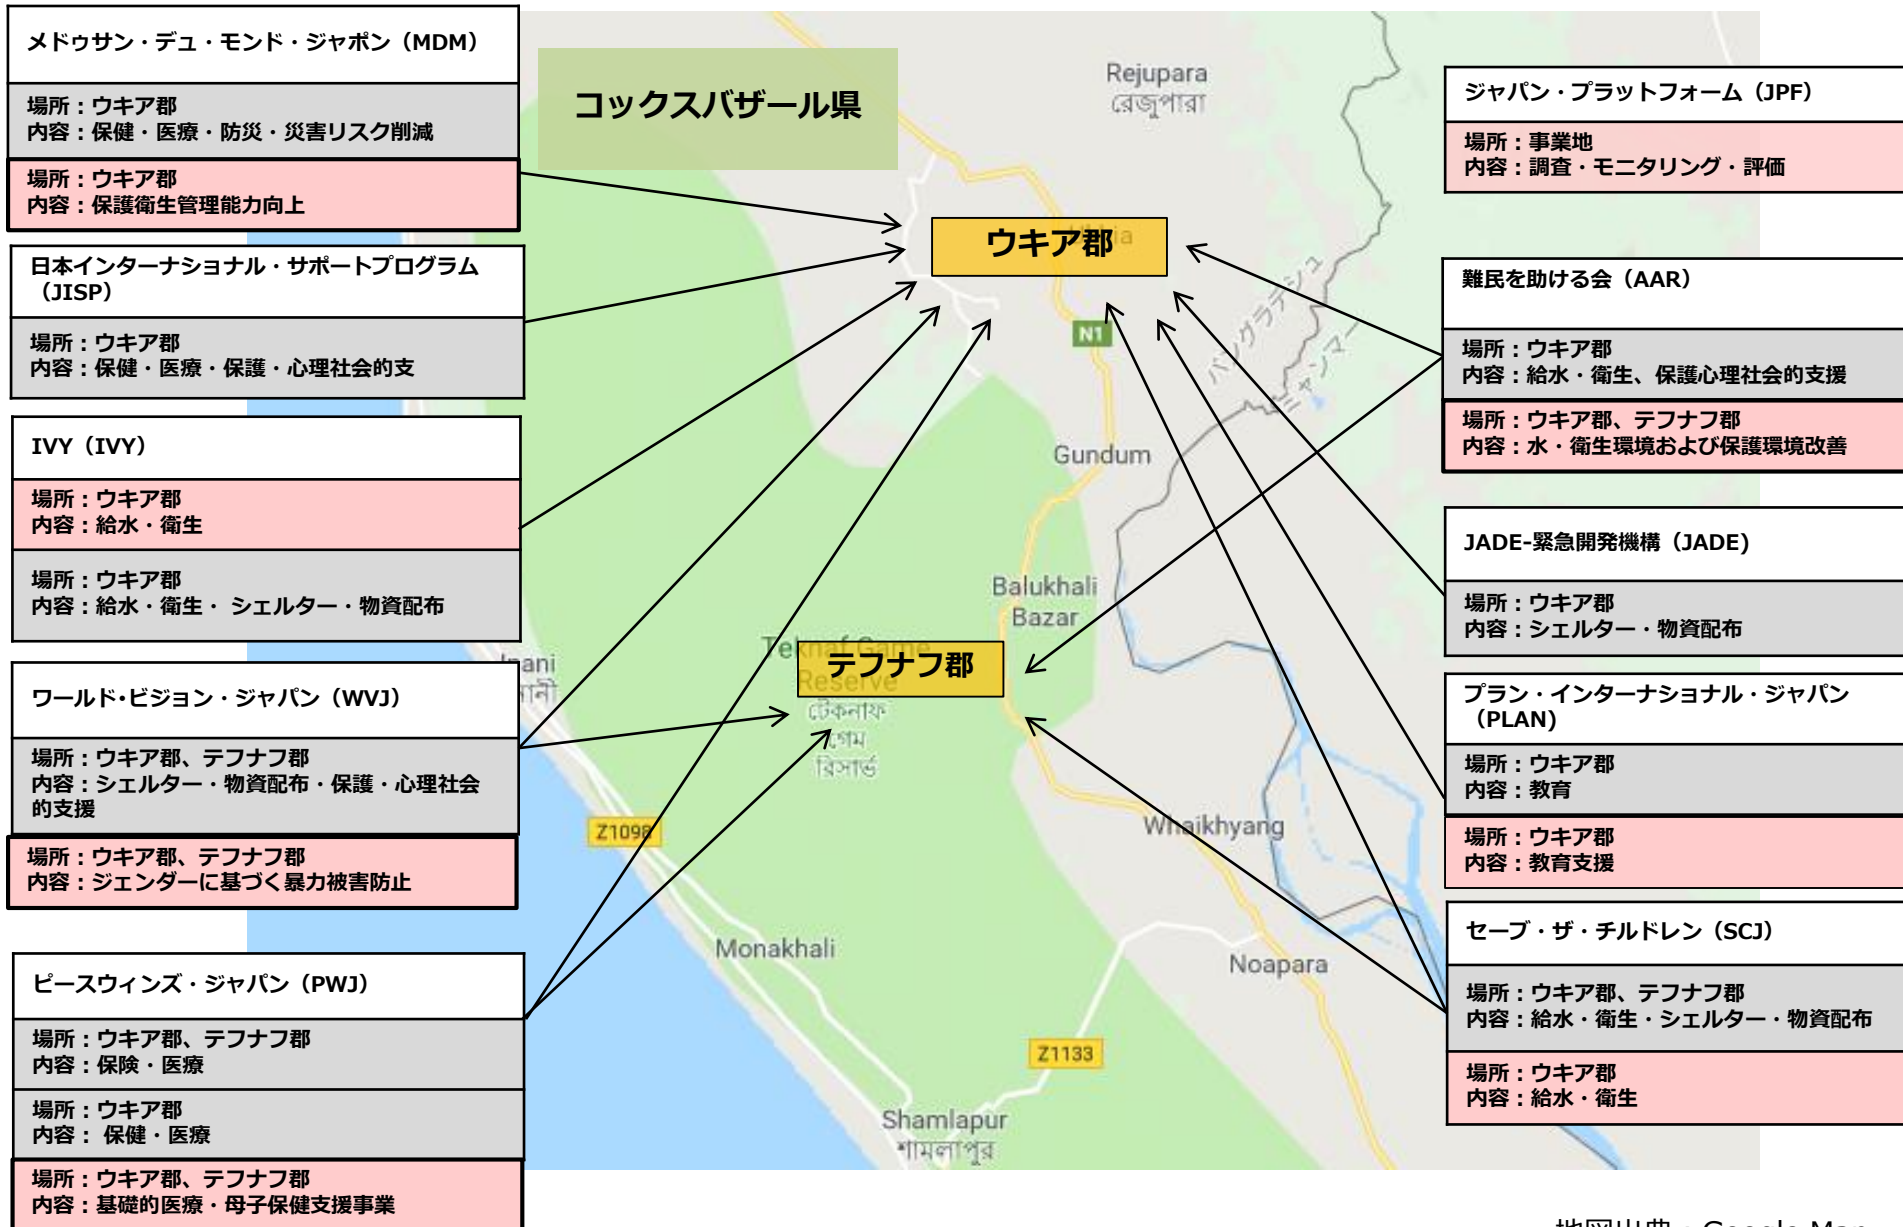 メドゥサン・デュ・モンド・ジャポン（MDM）
場所：ウキア郡
内容：保健・医療・防災・災害リスク削減
場所：ウキア郡
内容：保護衛生管理能力向上
日本インターナショナル・サポートプログラム
（JISP）
場所：ウキア郡
内容：保健・医療・保護・心理社会的支
IVY（IVY）
場所：ウキア郡
内容：給水・衛生
場所：ウキア郡
内容：給水・衛生・ シェルター・物資配布
ワールド・ビジョン・ジャパン（WVJ）
場所：ウキア郡、テフナフ郡
内容：シェルター・物資配布・保護・心理社会
的支援
場所：ウキア郡、テフナフ郡
内容：ジェンダーに基づく暴力被害防止
ピースウィンズ・ジャパン（PWJ）
場所：ウキア郡、テフナフ郡
内容：保険・医療
場所：ウキア郡
内容： 保健・医療
場所：ウキア郡、テフナフ郡
内容：基礎的医療・母子保健支援事業
コックスバザール県
Rejupara
রেজুপারা
ウキア郡
N1
バングラデシュ
ミャンマー
Gundum
Balukhali
Bazar
Teknaf Game
Reserve
テフナフ郡
টেকনাফ
গেম
রিসার্ভ
Z1098
Whaikhyang
Monakhali
Noapara
Z1133
Shamlapur
শামলাপুর
ジャパン・プラットフォーム（JPF）
場所：事業地
内容：調査・モニタリング・評価
難民を助ける会（AAR）
場所：ウキア郡
内容：給水・衛生、保護心理社会的支援
場所：ウキア郡、テフナフ郡
内容：水・衛生環境および保護環境改善
JADE-緊急開発機構（JADE)
場所：ウキア郡
内容：シェルター・物資配布
プラン・インターナショナル・ジャパン
（PLAN)
場所：ウキア郡
内容：教育
場所：ウキア郡
内容：教育支援
セーブ・ザ・チルドレン（SCJ）
場所：ウキア郡、テフナフ郡
内容：給水・衛生・シェルター・物資配布
場所：ウキア郡
内容：給水・衛生